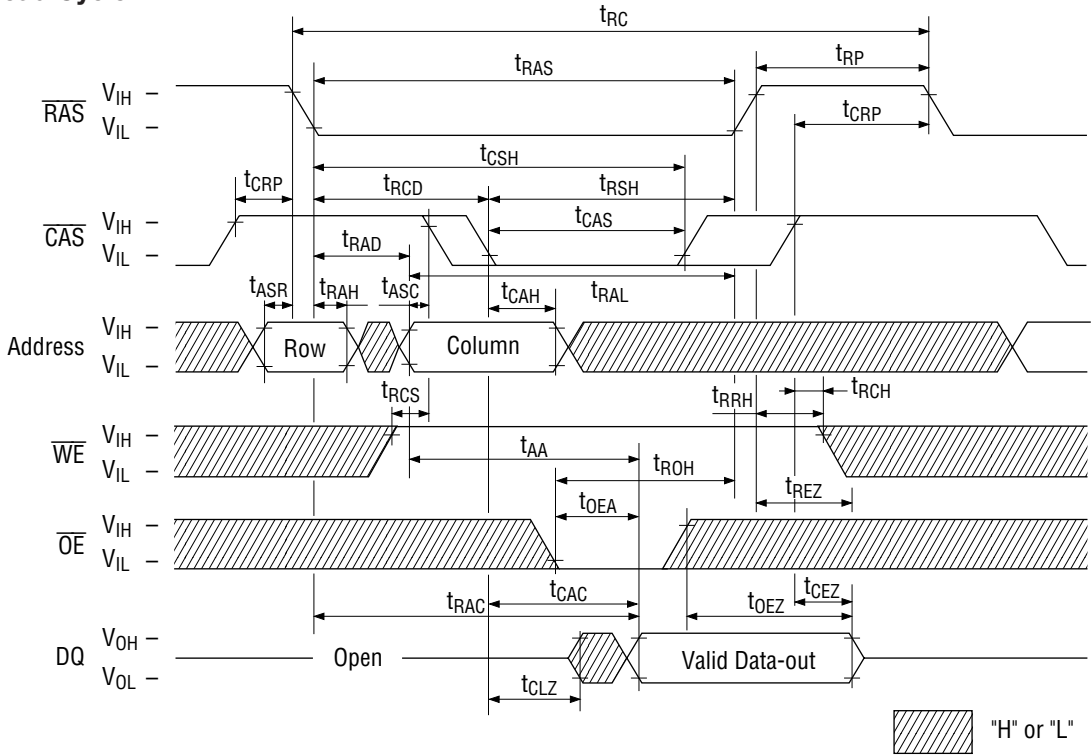 tRC
tRAS
tRP
RAS
VIH
VIL
tCRP
tCSH
tCRP
tRCD
tRSH
CAS
VIH
VIL
tCAS
tRAD
tRAL
tASR
tRAH
tASC
tCAH
Address
VIH
VIL
Row
Column
tRCS
tRRH
tRCH
WE
VIH
VIL
tAA
tROH
tREZ
tOEA
OE
VIH
VIL
tCAC
tCEZ
tRAC
tOEZ
DQ
VOH
VOL
Open
Valid Data-out
tCLZ
"H" or "L"